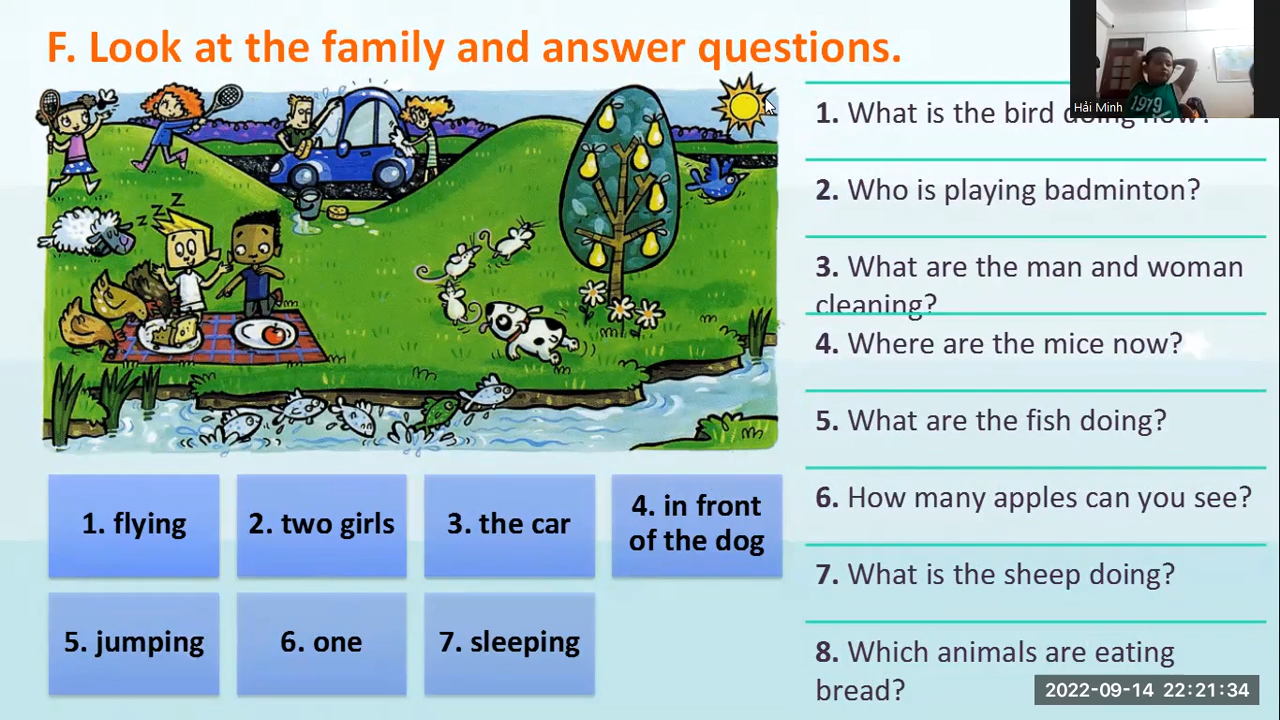 F. Look at the family and answer questions.
Hải Minh
1979
z z z z
1. What is the bird doing now?
2. Who is playing badminton?
3. What are the man and woman
cleaning?
4. Where are the mice now?
5. What are the fish doing?
6. How many apples can you see?
7. What is the sheep doing?
8. Which animals are eating
bread?
1. flying
2. two girls
3. the car
4. in front
of the dog
5. jumping
6. one
7. sleeping
2022-09-14 22:21:34